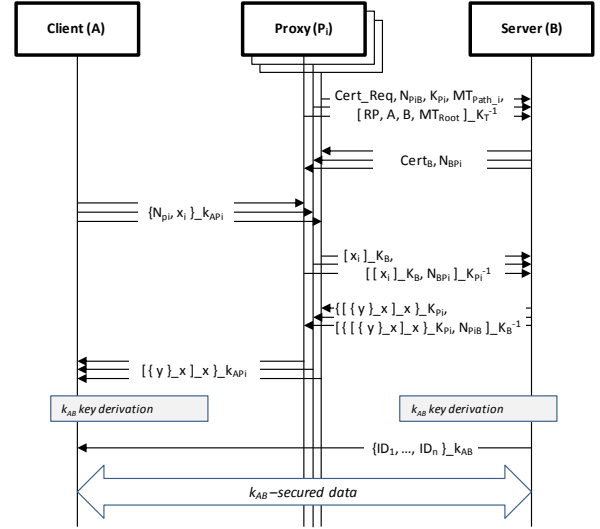 Client (A)
Proxy (Pi)
Server (B)
Cert_Req, NPiB, KPi, MTPath_i,
[ RP, A, B, MTRoot ]_KT-1
CertB, NBPi
{Npi, xi }_kAPi
[ xi ]_KB,
[ [ xi ]_KB, NBPi ]_KPi-1
{[ { y }_x ]_x }_KPi,
[ { [ { y }_x ]_x }_KPi, NPiB ]_KB-1
[ { y }_x ]_x }_kAPi
kAB key derivation
kAB key derivation
{ID1, …, IDn }_kAB
kAB–secured data